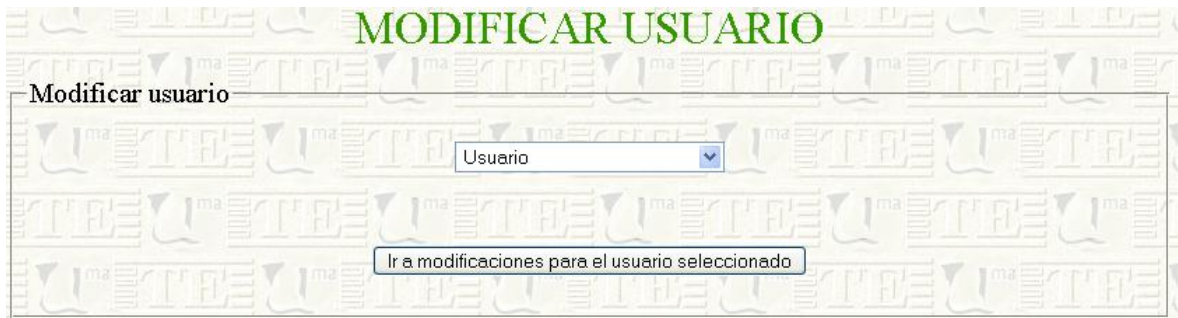 MODIFICAR USUARIO
Modificar usuario
Usuario
Ir a modificaciones para el usuario seleccionado